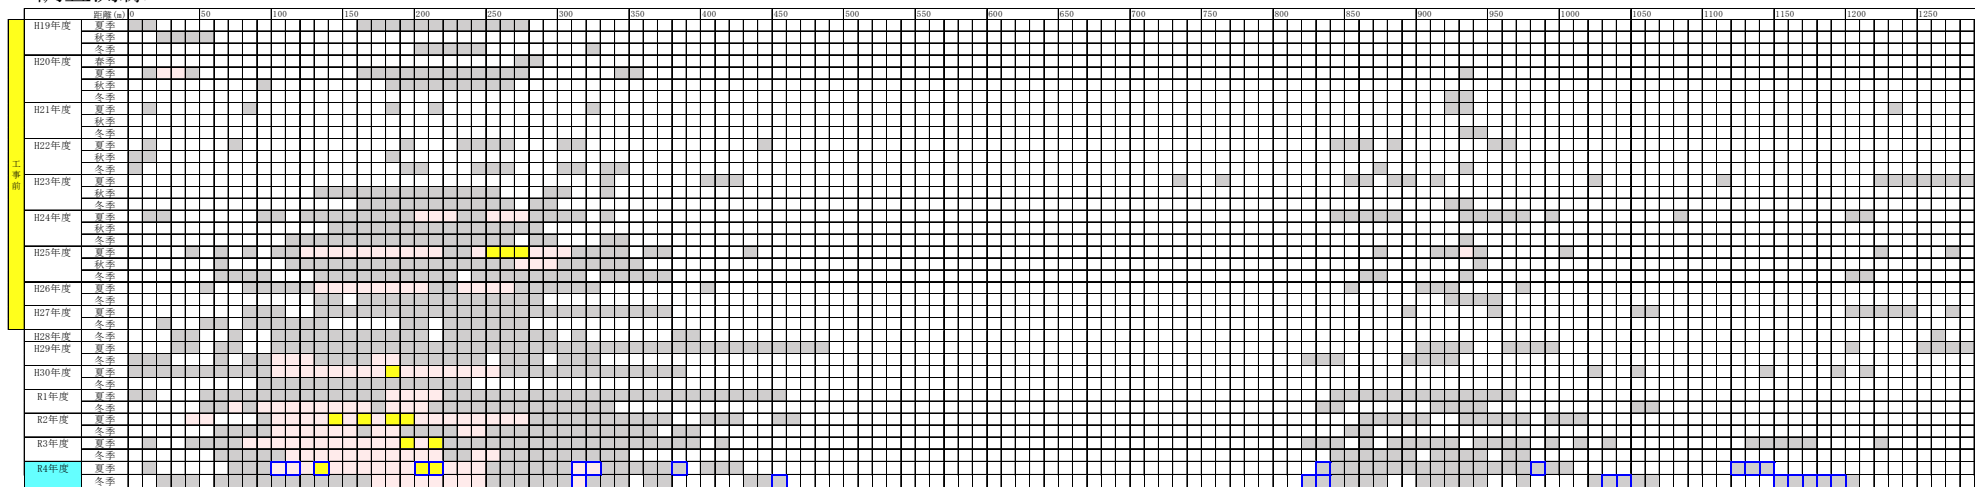 距離(m) 0 50 100 150 200 250 300 350 400 450 500 550 600 650 700 750 800 850 900 950 1000 1050 1100 1150 1200 1250
工事前
H19年度 夏季
秋季
冬季
H20年度 春季
夏季
秋季
冬季
H21年度 夏季
秋季
冬季
H22年度 夏季
秋季
冬季
H23年度 夏季
秋季
冬季
H24年度 夏季
秋季
冬季
H25年度 夏季
秋季
冬季
H26年度 夏季
冬季
H27年度 夏季
冬季
H28年度 冬季
H29年度 夏季
冬季
H30年度 夏季
冬季
R1年度 夏季
冬季
R2年度 夏季
冬季
R3年度 夏季
冬季
R4年度 夏季
冬季